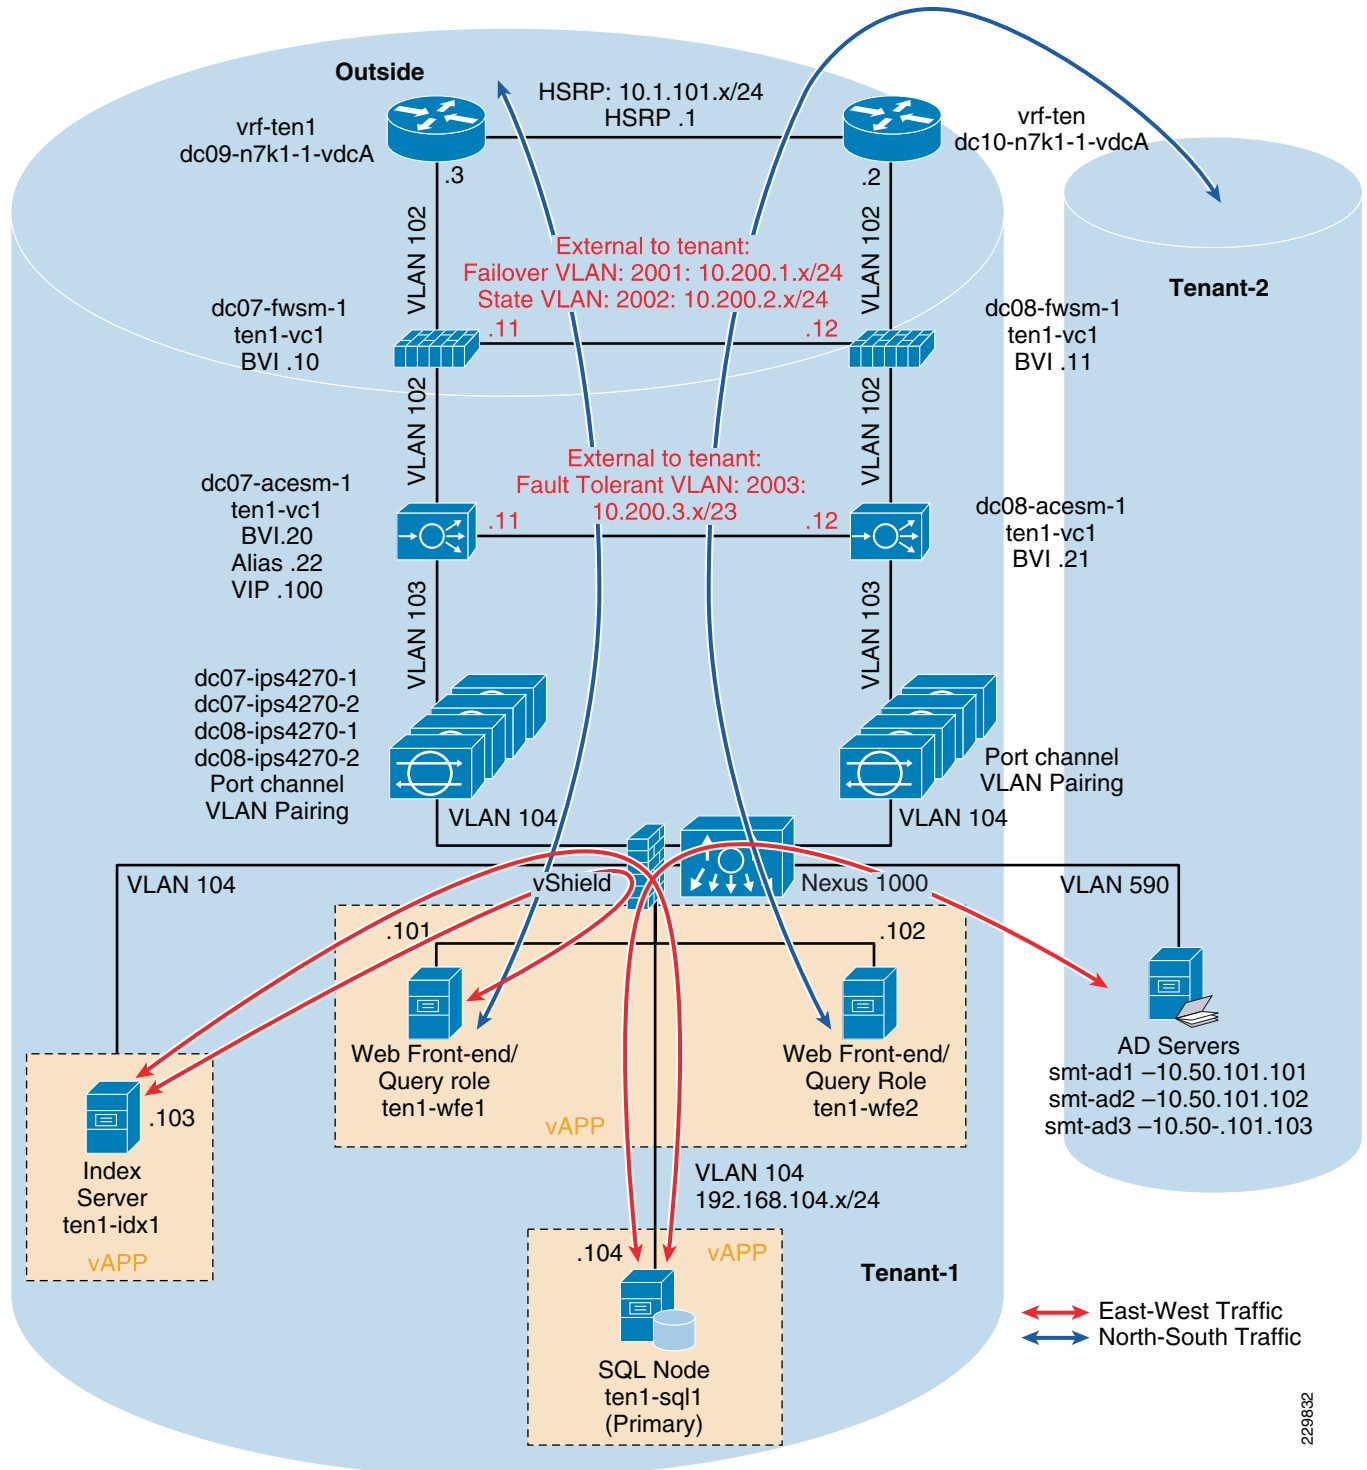 Outside
HSRP: 10.1.101.x/24
HSRP .1
vrf-ten1
dc09-n7k1-1-vdcA
vrf-ten
dc10-n7k1-1-vdcA
.3
.2
VLAN 102
VLAN 102
External to tenant:
Failover VLAN: 2001: 10.200.1.x/24
State VLAN: 2002: 10.200.2.x/24
Tenant-2
dc07-fwsm-1
ten1-vc1
BVI .10
.11
.12
dc08-fwsm-1
ten1-vc1
BVI .11
VLAN 102
VLAN 102
External to tenant:
Fault Tolerant VLAN: 2003:
10.200.3.x/23
dc07-acesm-1
ten1-vc1
BVI.20
Alias .22
VIP .100
.11
.12
dc08-acesm-1
ten1-vc1
BVI .21
VLAN 103
VLAN 103
dc07-ips4270-1
dc07-ips4270-2
dc08-ips4270-1
dc08-ips4270-2
Port channel
VLAN Pairing
Port channel
VLAN Pairing
VLAN 104
VLAN 104
VLAN 104
vShield
Nexus 1000
VLAN 590
.101
.102
Web Front-end/
Query role
ten1-wfe1
Web Front-end/
Query Role
ten1-wfe2
vAPP
AD Servers
smt-ad1 –10.50.101.101
smt-ad2 –10.50.101.102
smt-ad3 –10.50-.101.103
.103
Index
Server
ten1-idx1
vAPP
VLAN 104
192.168.104.x/24
.104
vAPP
SQL Node
ten1-sql1
(Primary)
Tenant-1
East-West Traffic
North-South Traffic
229832